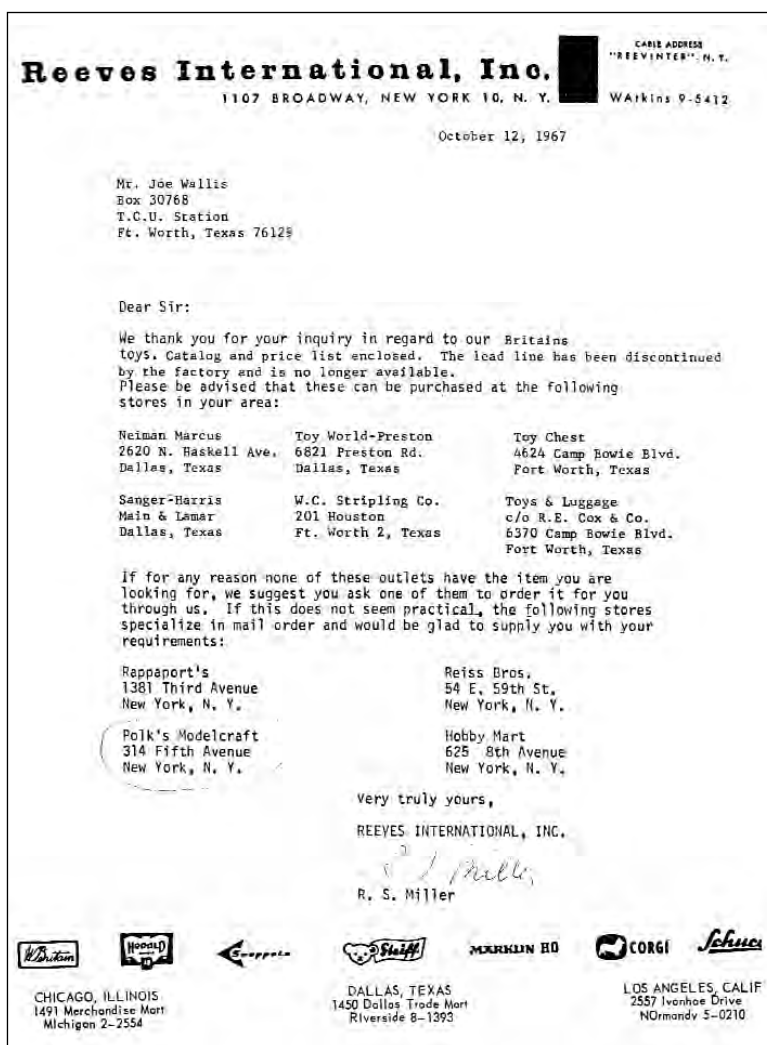 CABLE ADDRESS
"REEVINTER", N. Y.
Reeves International, Inc.
1107 BROADWAY, NEW YORK 10, N. Y.
WAtkins 9-5412
October 12, 1967
Mr. Joe Wallis
Box 30768
T.C.U. Station
Ft. Worth, Texas 76129
Dear Sir:
We thank you for your inquiry in regard to our Britains
toys. Catalog and price list enclosed. The lead line has been discontinued
by the factory and is no longer available.
Please be advised that these can be purchased at the following
stores in your area:
Neiman Marcus
2620 N. Haskell Ave.
Dallas, Texas
Toy World-Preston
6821 Preston Rd.
Dallas, Texas
Toy Chest
4624 Camp Bowie Blvd.
Fort Worth, Texas
Sanger-Harris
Main & Lamar
Dallas, Texas
W.C. Stripling Co.
201 Houston
Ft. Worth 2, Texas
Toys & Luggage
c/o R.E. Cox & Co.
6370 Camp Bowie Blvd.
Fort Worth, Texas
If for any reason none of these outlets have the item you are
looking for, we suggest you ask one of them to order it for you
through us. If this does not seem practical, the following stores
specialize in mail order and would be glad to supply you with your
requirements:
Rappaport's
1381 Third Avenue
New York, N. Y.
Reiss Bros.
54 E. 59th St.
New York, N. Y.
Polk's Modelcraft
314 Fifth Avenue
New York, N. Y.
Hobby Mart
625 8th Avenue
New York, N. Y.
Very truly yours,
REEVES INTERNATIONAL, INC.
R. S. Miller
Britain
HERALD
Steiff
MÄRKLIN HO
CORGI
Schuco
CHICAGO, ILLINOIS
1491 Merchandise Mart
MIchigan 2-2554
DALLAS, TEXAS
1450 Dallas Trade Mart
RIverside 8-1393
LOS ANGELES, CALIF
2557 Ivanhoe Drive
NOrmandy 5-0210